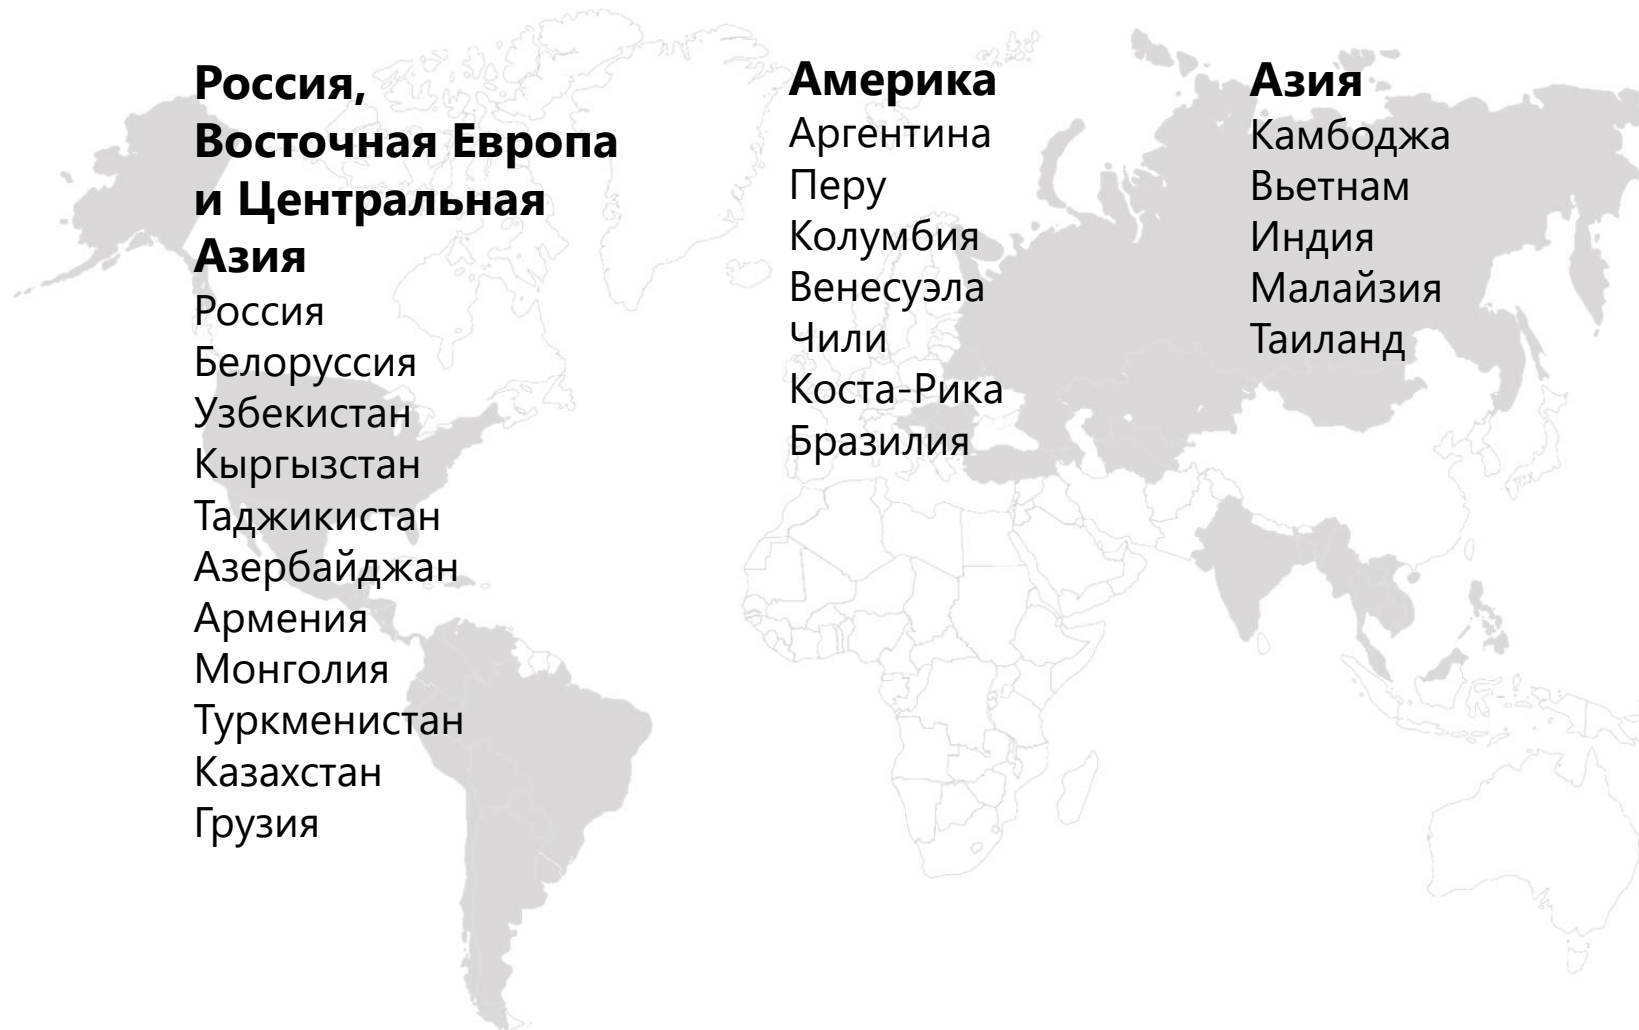 Россия,
Восточная Европа
и Центральная
Азия
Россия
Белоруссия
Узбекистан
Кыргызстан
Таджикистан
Азербайджан
Армения
Монголия
Туркменистан
Казахстан
Грузия
Америка
Аргентина
Перу
Колумбия
Венесуэла
Чили
Коста-Рика
Бразилия
Азия
Камбоджа
Вьетнам
Индия
Малайзия
Таиланд